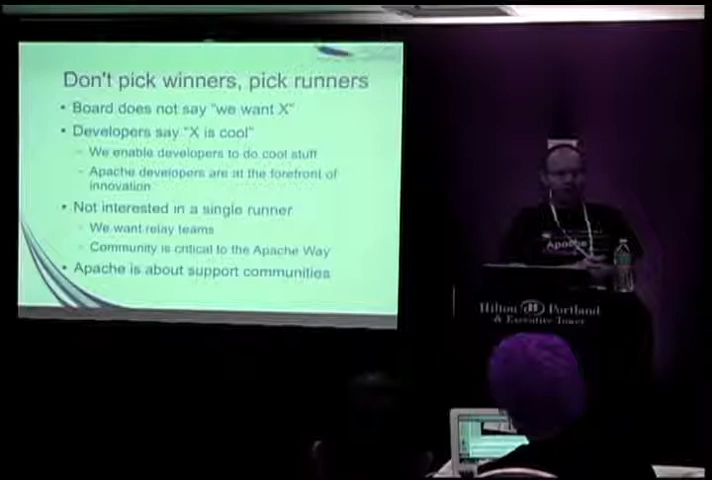 Don't pick winners, pick runners
• Board does not say "we want X"
• Developers say "X is cool"
– We enable developers to do cool stuff
– Apache developers are at the forefront of
innovation
• Not interested in a single runner
– We want relay teams
– Community is critical to the Apache Way
• Apache is about support communities
Apache
Hilton Portland
& Executive Tower